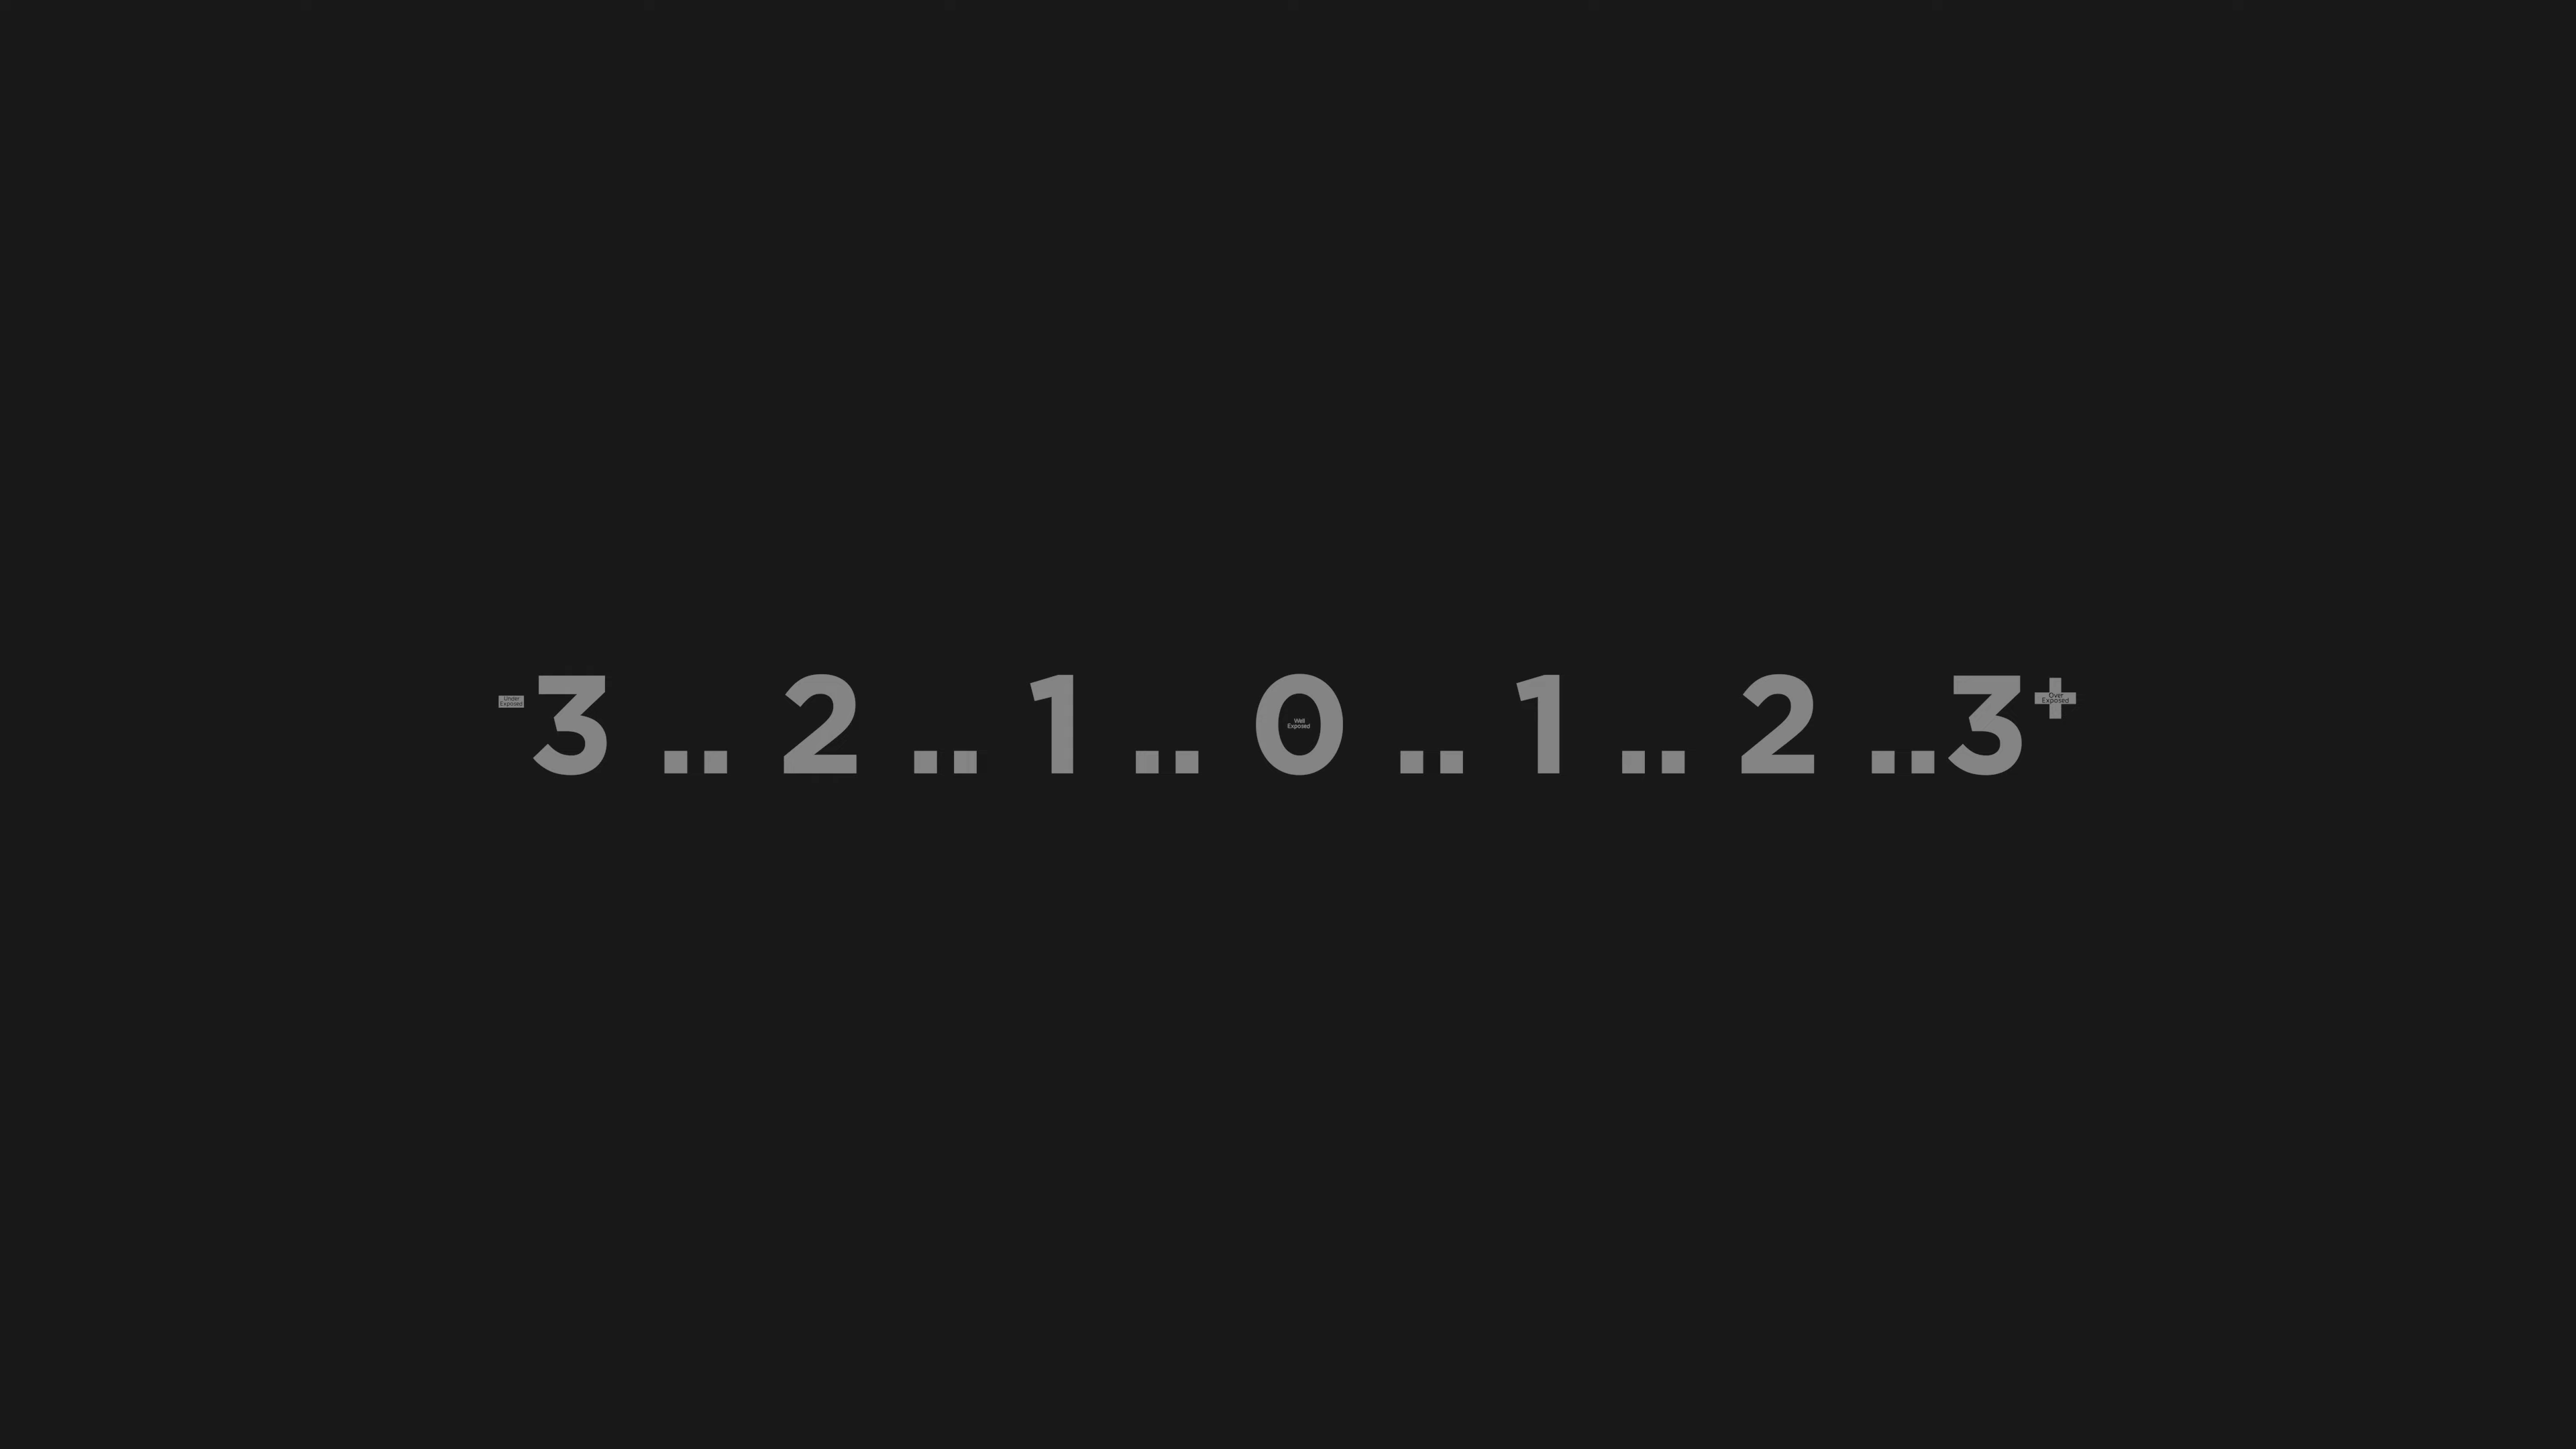 -3 .. 2 .. 1 .. 0 .. 1 .. 2 ..3+
Under
Exposed
Well
Exposed
Over
Exposed